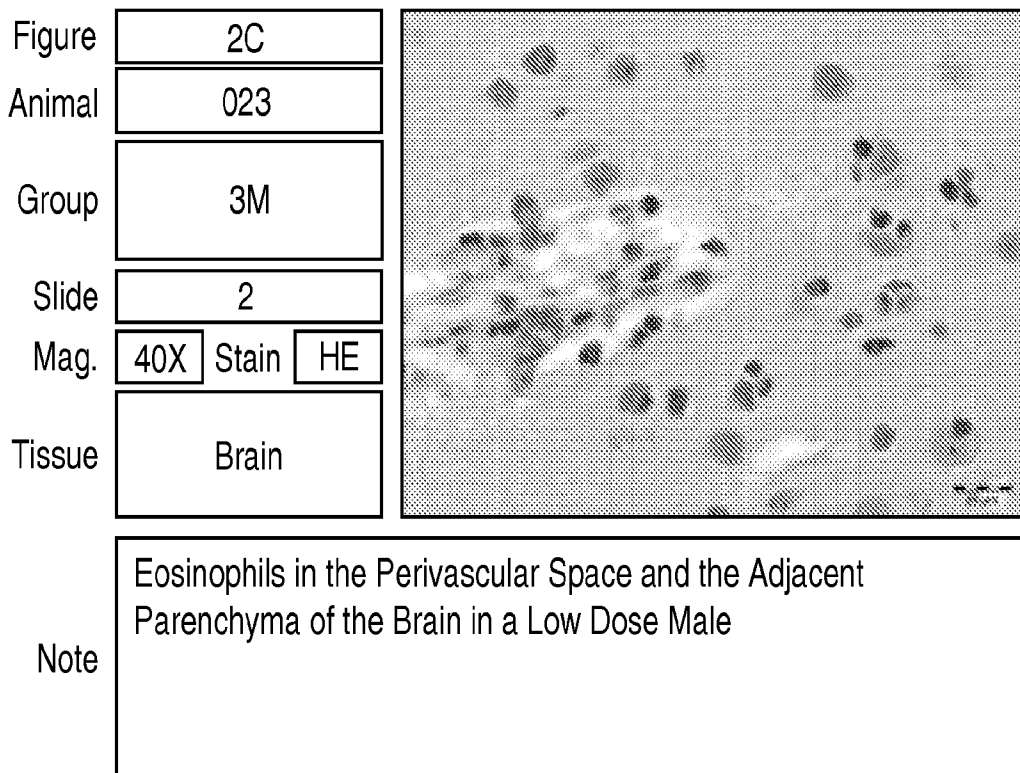 Figure 2C
Animal 023
Group 3M
Slide 2
Mag. 40X Stain HE
Tissue Brain
Note
Eosinophils in the Perivascular Space and the Adjacent
Parenchyma of the Brain in a Low Dose Male